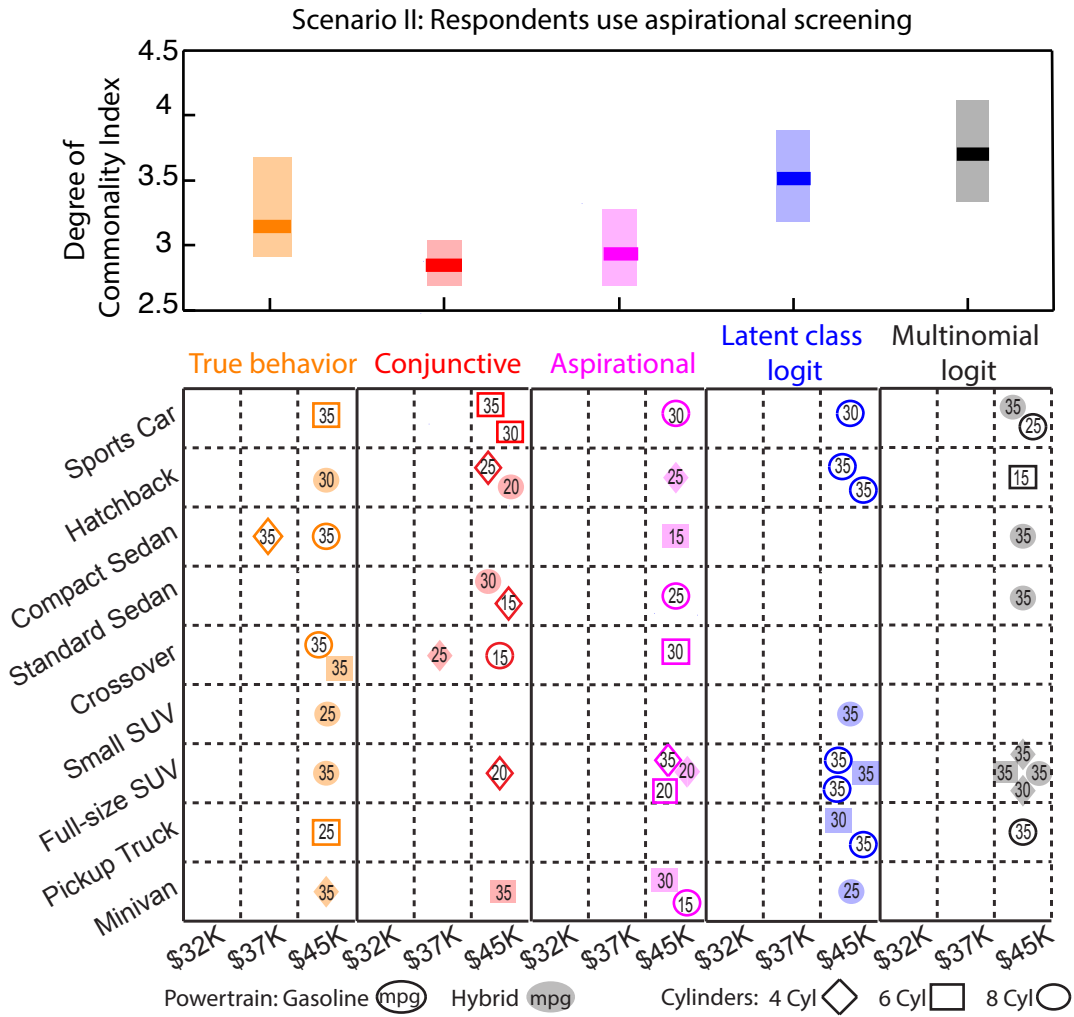 Scenario II: Respondents use aspirational screening
Degree of
Commonality Index
4.5
4
3.5
3
2.5
True behavior
Conjunctive
Aspirational
Latent class
logit
Multinomial
logit
Sports Car
35
35
30
30
30
35
25
Hatchback
30
25
20
25
35
35
15
Compact Sedan
35
35
15
35
Standard Sedan
30
15
25
35
Crossover
35
35
25
15
30
Small SUV
25
35
Full-size SUV
35
20
35
20
20
35
35
35
35
35
35
30
Pickup Truck
25
30
35
35
Minivan
35
35
30
15
25
$32K $37K $45K $32K $37K $45K $32K $37K $45K $32K $37K $45K $32K $37K $45K
Powertrain: Gasoline mpg Hybrid mpg Cylinders: 4 Cyl 6 Cyl 8 Cyl